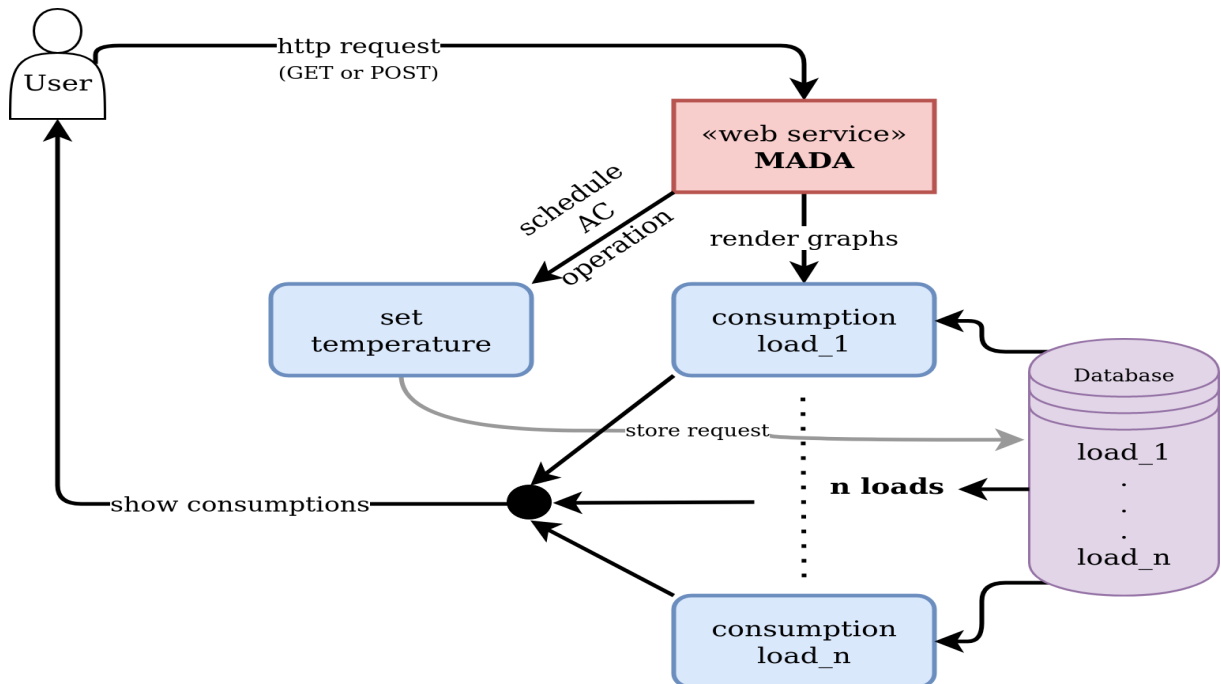 User
http request
(GET or POST)
«web service»
MADA
schedule
AC
operation
render graphs
set
temperature
consumption
load_1
Database
store request
load_1
.
.
.
load_n
n loads
show consumptions
consumption
load_n